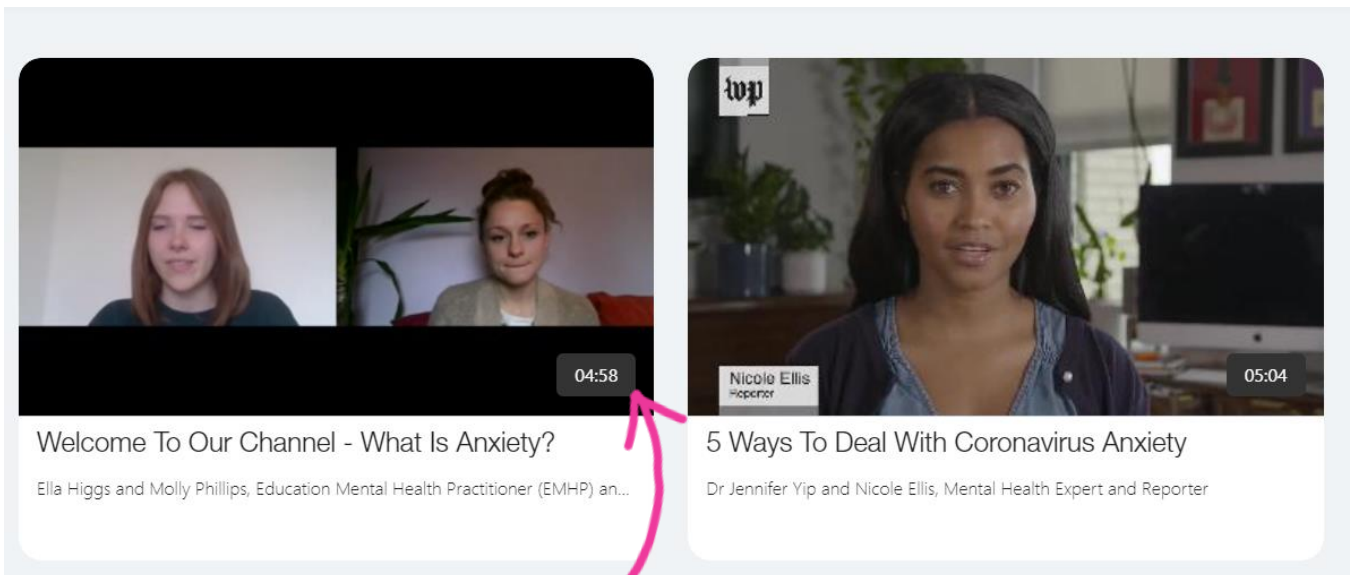 04:58
Welcome To Our Channel - What Is Anxiety?
Ella Higgs and Molly Phillips, Education Mental Health Practitioner (EMHP) an...
wp
Nicole Ellis
Reporter
05:04
5 Ways To Deal With Coronavirus Anxiety
Dr Jennifer Yip and Nicole Ellis, Mental Health Expert and Reporter